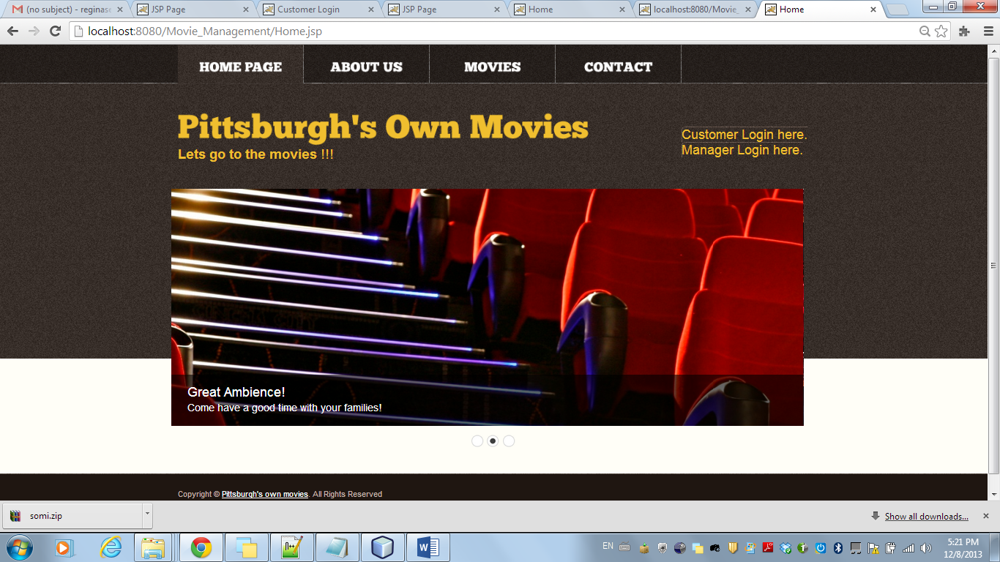 (no subject) - reginase
JSP Page
Customer Login
JSP Page
Home
localhost:8080/Movie_
Home
localhost:8080/Movie_Management/Home.jsp
HOME PAGE
ABOUT US
MOVIES
CONTACT
Pittsburgh's Own Movies
Lets go to the movies !!!
Customer Login here.
Manager Login here.
Great Ambience!
Come have a good time with your families!
Copyright © Pittsburgh's own movies. All Rights Reserved
somi.zip
Show all downloads...
EN
5:21 PM
12/8/2013